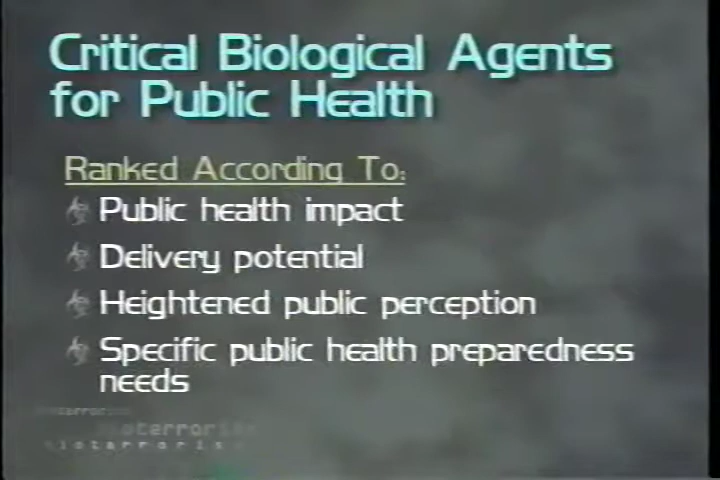 Critical Biological Agents
for Public Health
Ranked According To:
Public health impact
Delivery potential
Heightened public perception
Specific public health preparedness
needs
bioterrorism